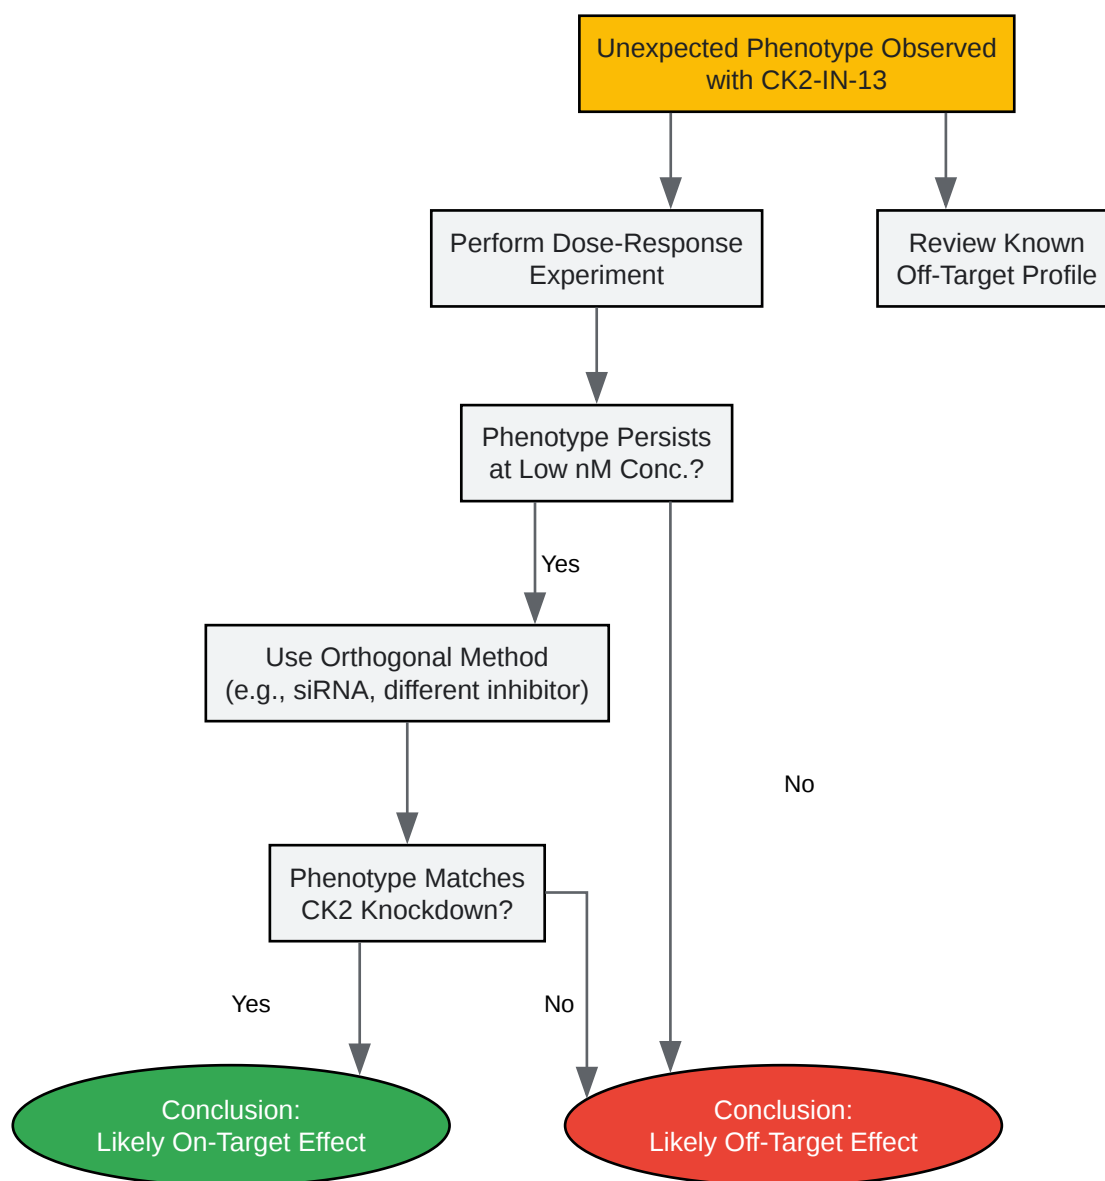 Unexpected Phenotype Observed
with CK2-IN-13
Perform Dose-Response
Experiment
Review Known
Off-Target Profile
Phenotype Persists
at Low nM Conc.?
Yes
Use Orthogonal Method
(e.g., siRNA, different inhibitor)
No
Phenotype Matches
CK2 Knockdown?
Yes
No
Conclusion:
Likely On-Target Effect
Conclusion:
Likely Off-Target Effect